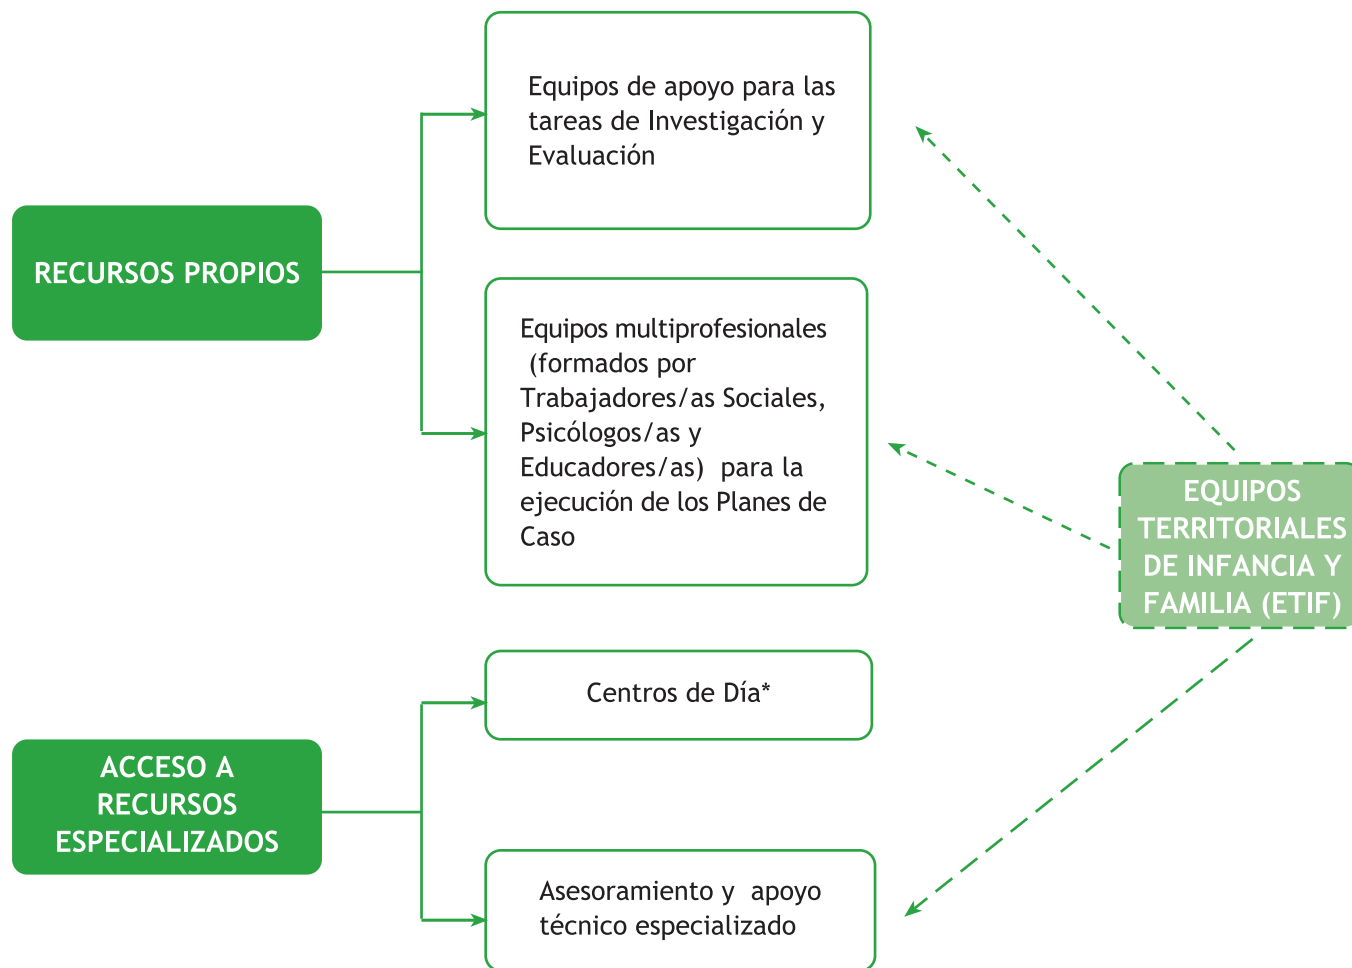 Equipos de apoyo para las
tareas de Investigación y
Evaluación
RECURSOS PROPIOS
Equipos multiprofesionales
(formados por
Trabajadores/as Sociales,
Psicólogos/as y
Educadores/as) para la
ejecución de los Planes de
Caso
EQUIPOS
TERRITORIALES
DE INFANCIA Y
FAMILIA (ETIF)
Centros de Día*
ACCESO A
RECURSOS
ESPECIALIZADOS
Asesoramiento y apoyo
técnico especializado